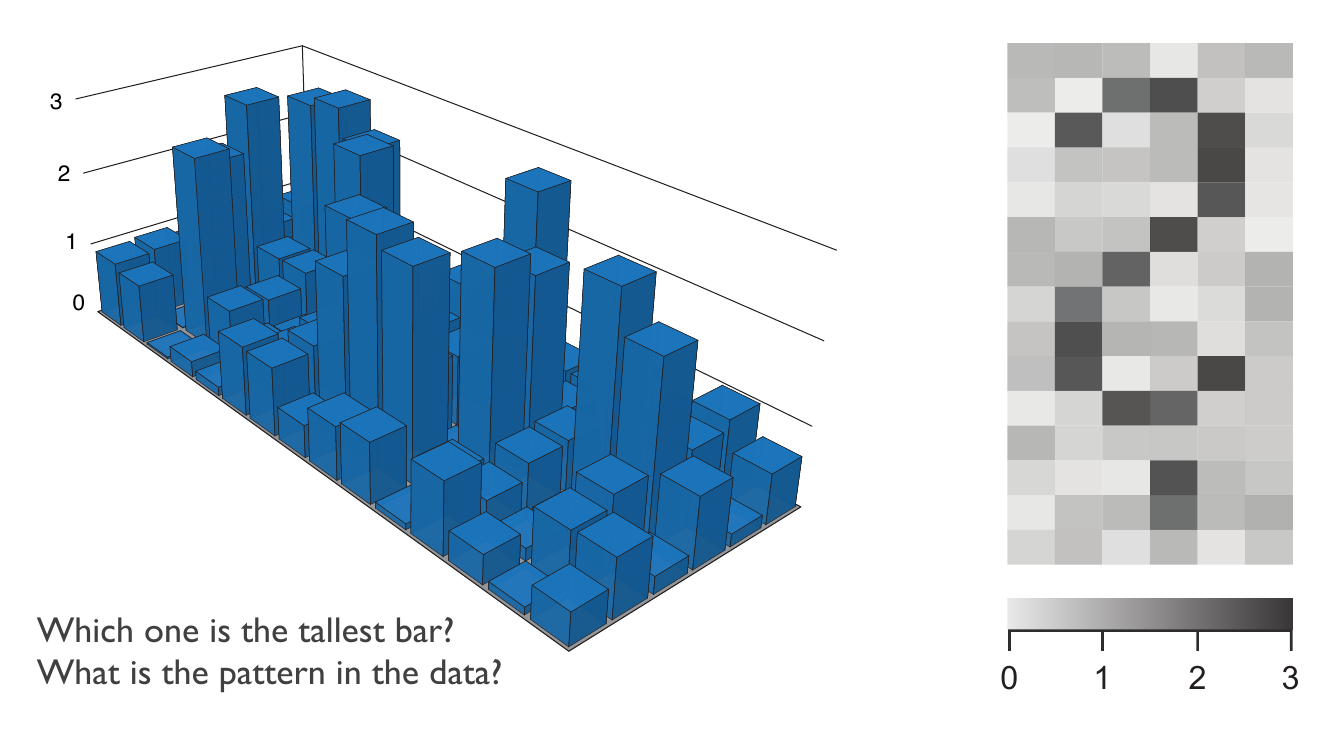 3
2
1
0
Which one is the tallest bar?
What is the pattern in the data?
0 1 2 3